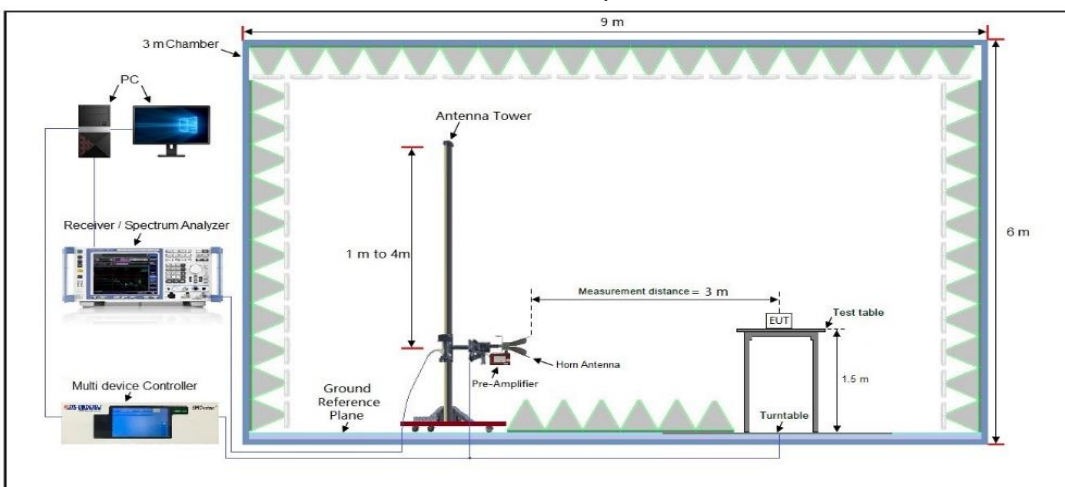 9 m
3 m Chamber
PC
Antenna Tower
Receiver / Spectrum Analyzer
6 m
1 m to 4m
Measurement distance = 3 m
EUT
Test table
Horn Antenna
Pre-Amplifier
1.5 m
Multi device Controller
Ground
Reference
Plane
Turntable